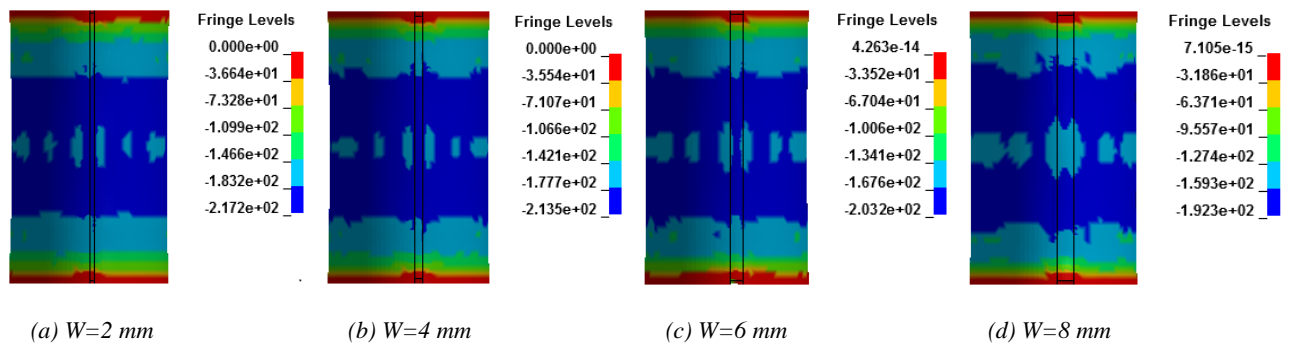 Fringe Levels
0.000e+00
-3.664e+01
-7.328e+01
-1.099e+02
-1.466e+02
-1.832e+02
-2.172e+02
(a) W=2 mm
Fringe Levels
0.000e+00
-3.554e+01
-7.107e+01
-1.066e+02
-1.421e+02
-1.777e+02
-2.135e+02
(b) W=4 mm
Fringe Levels
4.263e-14
-3.352e+01
-6.704e+01
-1.006e+02
-1.341e+02
-1.676e+02
-2.032e+02
(c) W=6 mm
Fringe Levels
7.105e-15
-3.186e+01
-6.371e+01
-9.557e+01
-1.274e+02
-1.593e+02
-1.923e+02
(d) W=8 mm